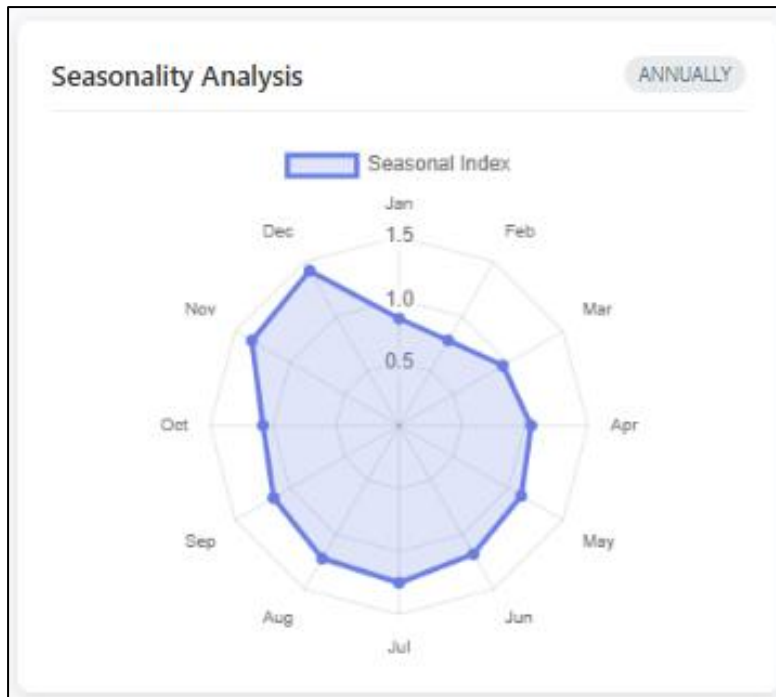 Seasonality Analysis
ANNUALLY
Seasonal Index
Jan
Dec
1.5
Feb
Nov
1.0
Mar
0.5
Oct
Apr
Sep
May
Aug
Jun
Jul